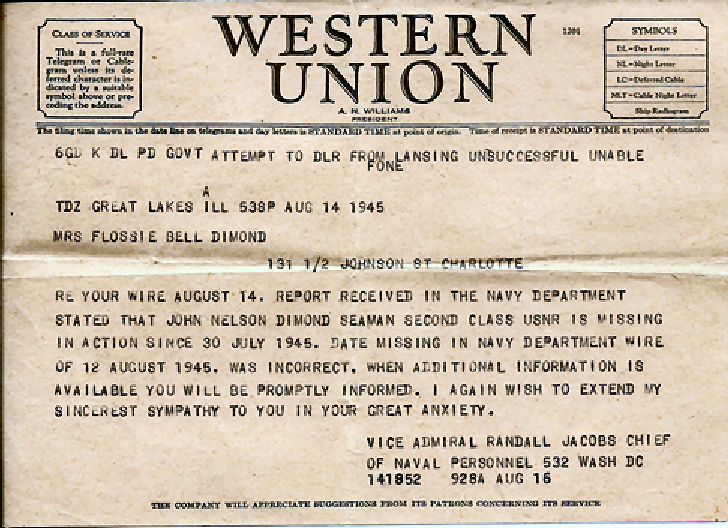 CLASS OF SERVICE
This is a full-rate
Telegram or Cable-
gram unless its de-
ferred character is in-
dicated by a suitable
symbol above or pre-
ceding the address.
WESTERN
UNION
A. N. WILLIAMS
PRESIDENT
1201
SYMBOLS
DL=Day Letter
NL=Night Letter
LC=Deferred Cable
NLT=Cable Night Letter
Ship Radiogram
The filing time shown in the date line on telegrams and day letters is STANDARD TIME at point of origin. Time of receipt is STANDARD TIME at point of destination
6GD K DL PD GOVT ATTEMPT TO DLR FROM LANSING UNSUCCESSFUL UNABLE
FONE
A
TDZ GREAT LAKES ILL 538P AUG 14 1945
MRS FLOSSIE BELL DIMOND
131 1/2 JOHNSON ST CHARLOTTE
RE YOUR WIRE AUGUST 14. REPORT RECEIVED IN THE NAVY DEPARTMENT
STATED THAT JOHN NELSON DIMOND SEAMAN SECOND CLASS USNR IS MISSING
IN ACTION SINCE 30 JULY 1945. DATE MISSING IN NAVY DEPARTMENT WIRE
OF 12 AUGUST 1945. WAS INCORRECT. WHEN ADDITIONAL INFORMATION IS
AVAILABLE YOU WILL BE PROMPTLY INFORMED. I AGAIN WISH TO EXTEND MY
SINCEREST SYMPATHY TO YOU IN YOUR GREAT ANXIETY.
VICE ADMIRAL RANDALL JACOBS CHIEF
OF NAVAL PERSONNEL 532 WASH DC
141852 928A AUG 16
THE COMPANY WILL APPRECIATE SUGGESTIONS FROM ITS PATRONS CONCERNING ITS SERVICE